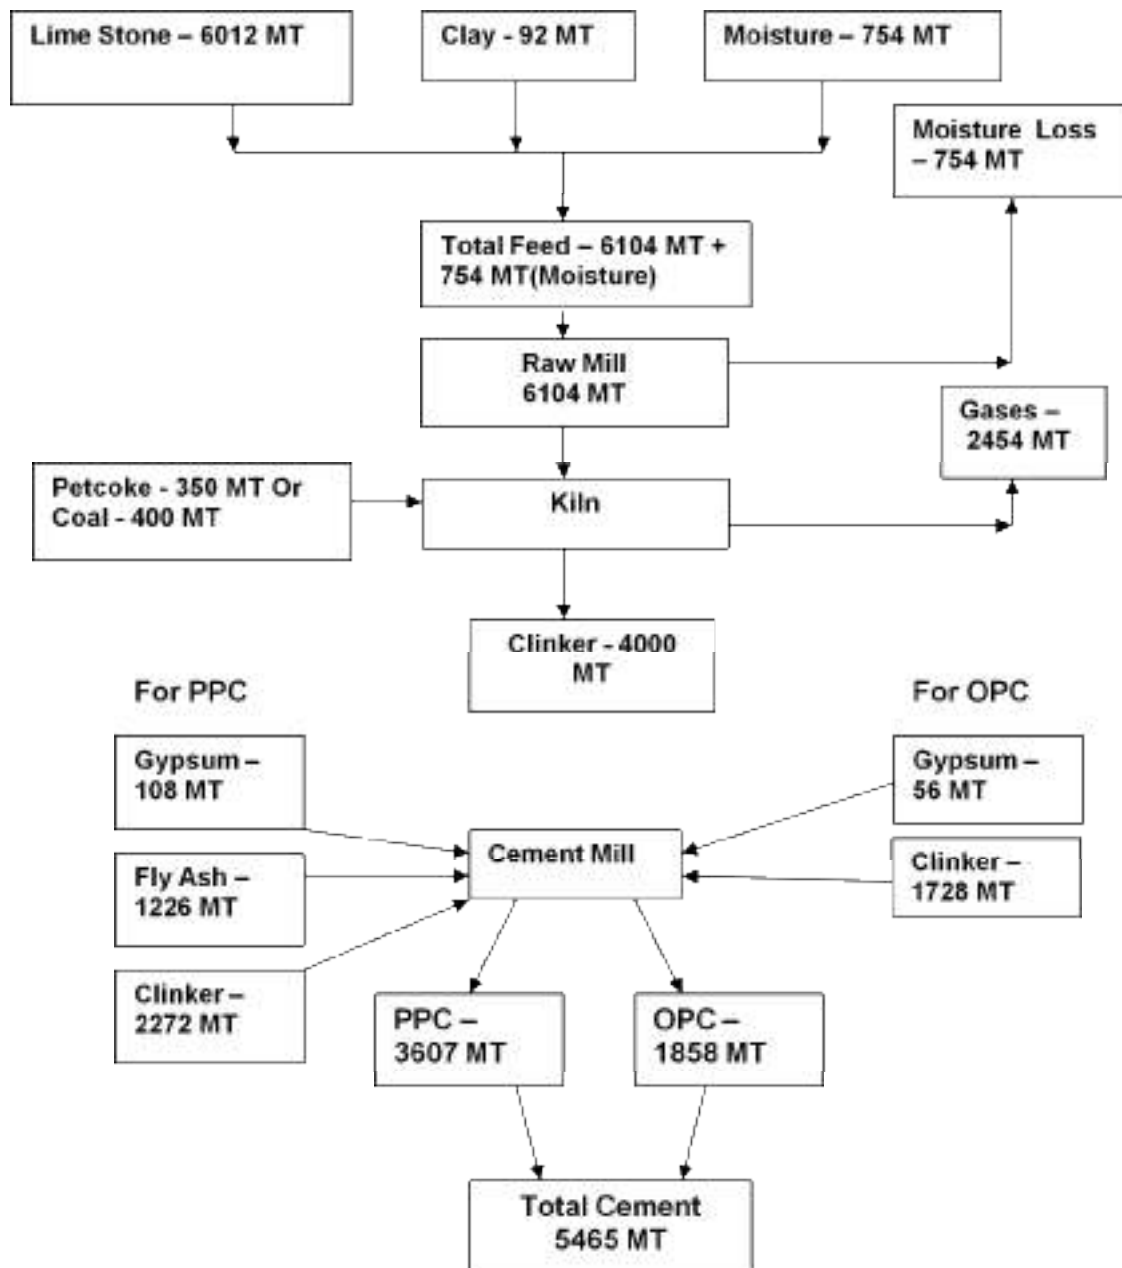 Lime Stone – 6012 MT
Clay - 92 MT
Moisture – 754 MT
Moisture Loss
– 754 MT
Total Feed – 6104 MT +
754 MT(Moisture)
Raw Mill
6104 MT
Gases –
2454 MT
Petcoke - 350 MT Or
Coal - 400 MT
Kiln
Clinker - 4000
MT
For PPC
For OPC
Gypsum –
108 MT
Gypsum –
56 MT
Cement Mill
Fly Ash –
1226 MT
Clinker –
1728 MT
Clinker –
2272 MT
PPC –
3607 MT
OPC –
1858 MT
Total Cement
5465 MT